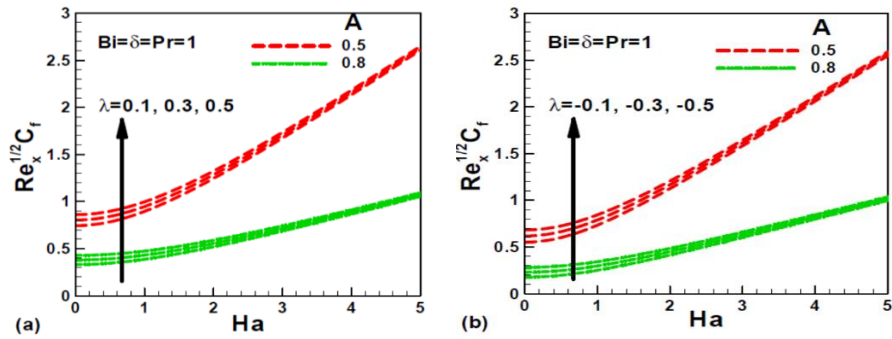 3
2.5
2
1.5
1
0.5
0
Re_x^{1/2}C_f
Bi=δ=Pr=1
A
0.5
0.8
λ=0.1, 0.3, 0.5
0 1 2 3 4 5
Ha
(a)
3
2.5
2
1.5
1
0.5
0
Re_x^{1/2}C_f
Bi=δ=Pr=1
A
0.5
0.8
λ=-0.1, -0.3, -0.5
0 1 2 3 4 5
Ha
(b)